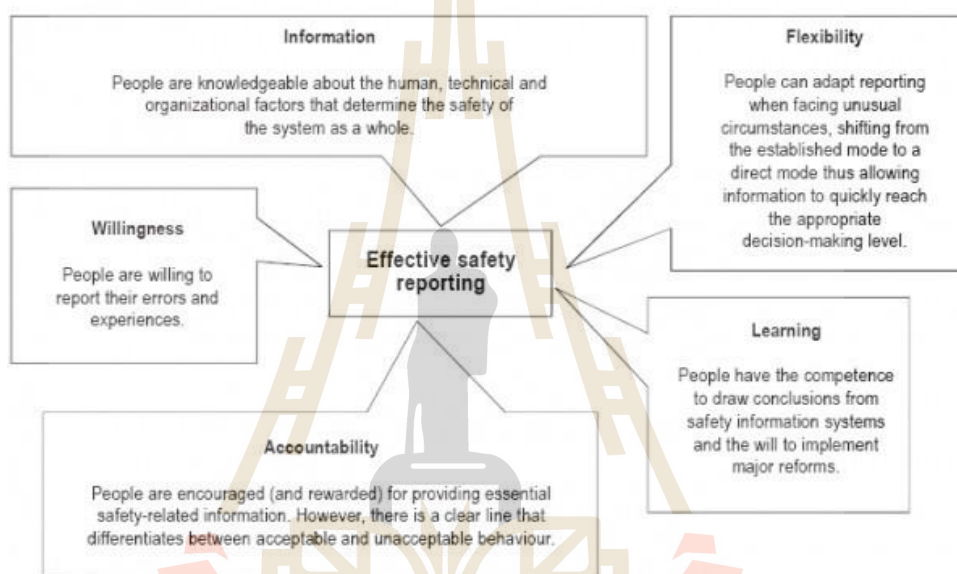 Information
People are knowledgeable about the human, technical and
organizational factors that determine the safety of
the system as a whole.
Flexibility
People can adapt reporting
when facing unusual
circumstances, shifting from
the established mode to a
direct mode thus allowing
information to quickly reach
the appropriate
decision-making level.
Willingness
People are willing to
report their errors and
experiences.
Effective safety
reporting
Learning
People have the competence
to draw conclusions from
safety information systems
and the will to implement
major reforms.
Accountability
People are encouraged (and rewarded) for providing essential
safety-related information. However, there is a clear line that
differentiates between acceptable and unacceptable behaviour.